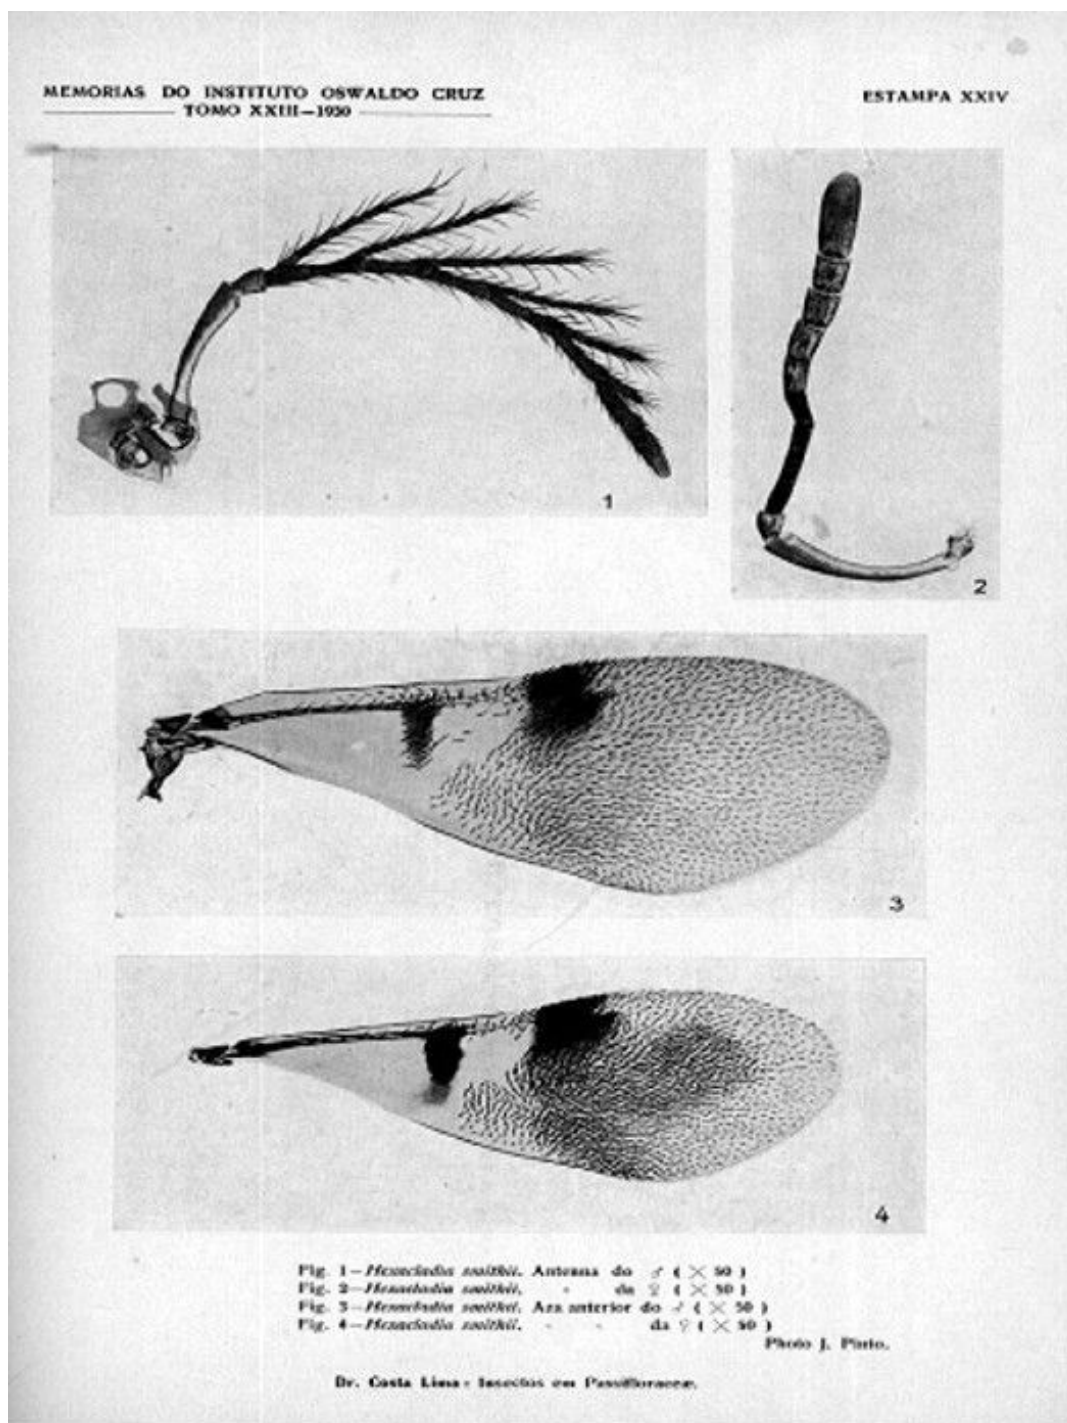 MEMORIAS DO INSTITUTO OSWALDO CRUZ
TOMO XXIII—1930
ESTAMPA XXIV
1
2
3
4
Fig. 1—Hexacladia smithii. Antenna do ♂ ( X 50 )
Fig. 2—Hexacladia smithii. " da ♀ ( X 50 )
Fig. 3—Hexacladia smithii. Aza anterior do ♂ ( X 50 )
Fig. 4—Hexacladia smithii. " " da ♀ ( X 50 )
Photo J. Pinto.
Dr. Costa Lima: Insectos em Passifloraceæ.